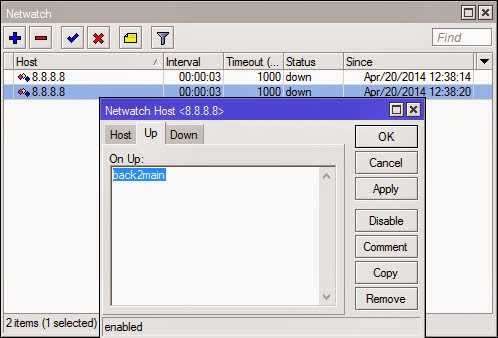 Netwatch
Find
Host Interval Timeout (... Status Since
8.8.8.8 00:00:03 1000 down Apr/20/2014 12:38:14
8.8.8.8 00:00:03 1000 down Apr/20/2014 12:38:20
Netwatch Host <8.8.8.8>
Host Up Down
On Up:
back2main
OK
Cancel
Apply
Disable
Comment
Copy
Remove
2 items (1 selected)
enabled